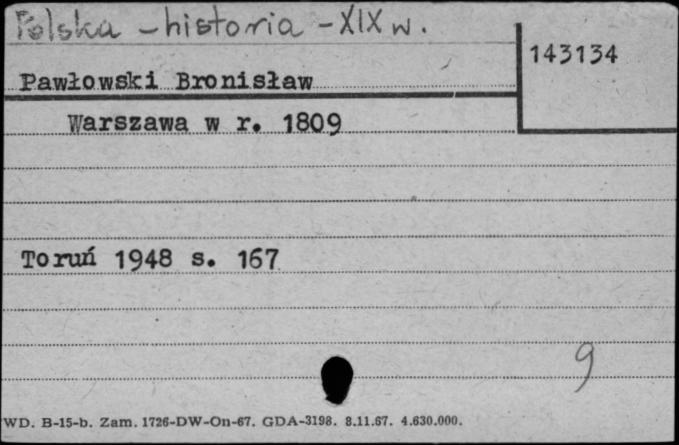 Polska - historia - XIX w.
143134
Pawłowski Bronisław
Warszawa w r. 1809
Toruń 1948 s. 167
9
WD. B-15-b. Zam. 1726-DW-On-67. GDA-3198. 8.11.67. 4.630.000.